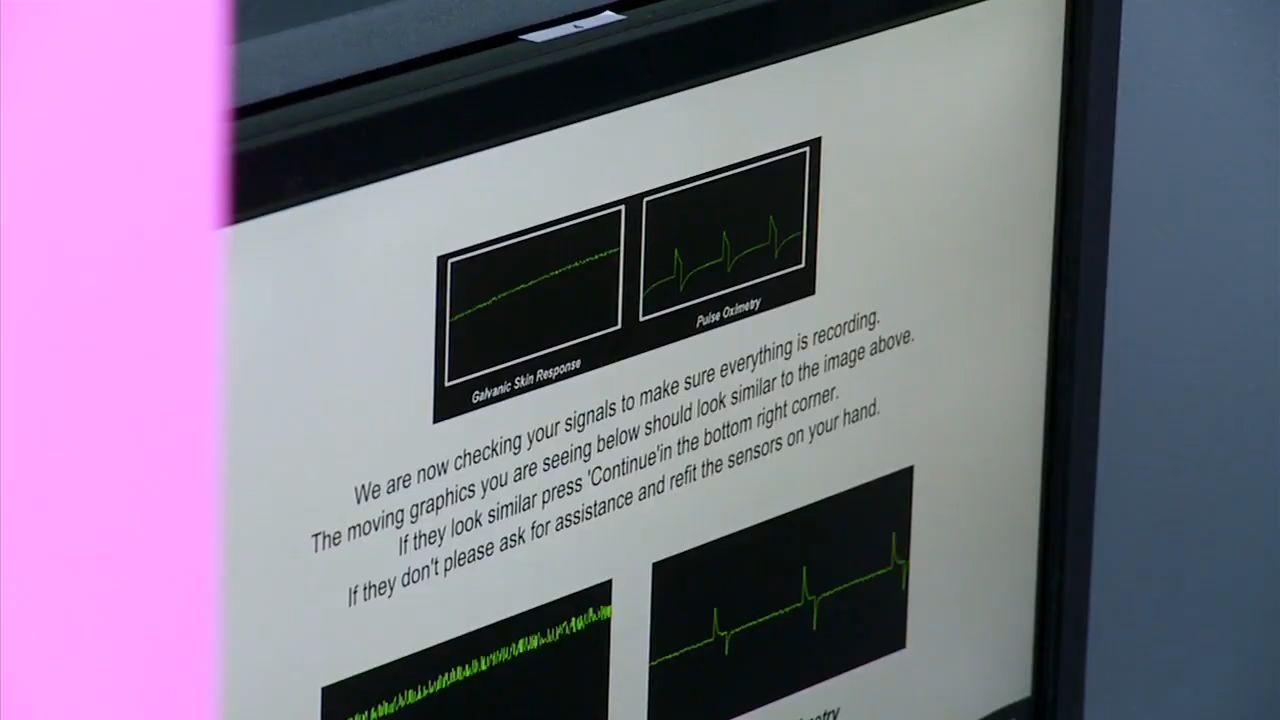 Galvanic Skin Response
Pulse Oximetry
We are now checking your signals to make sure everything is recording.
The moving graphics you are seeing below should look similar to the image above.
If they look similar press 'Continue'in the bottom right corner.
If they don't please ask for assistance and refit the sensors on your hand.